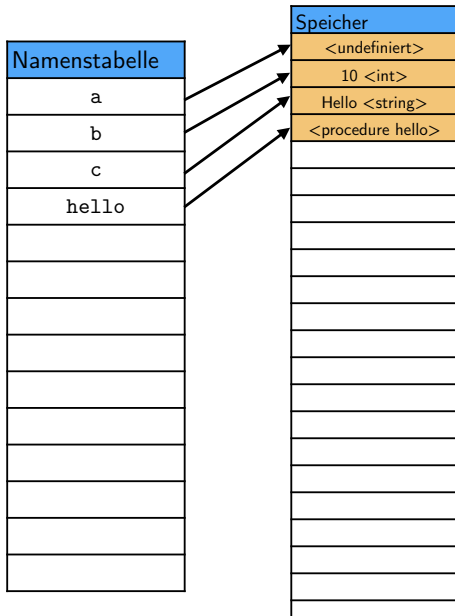 Namenstabelle
a
b
c
hello
Speicher
<undefiniert>
10 <int>
Hello <string>
<procedure hello>